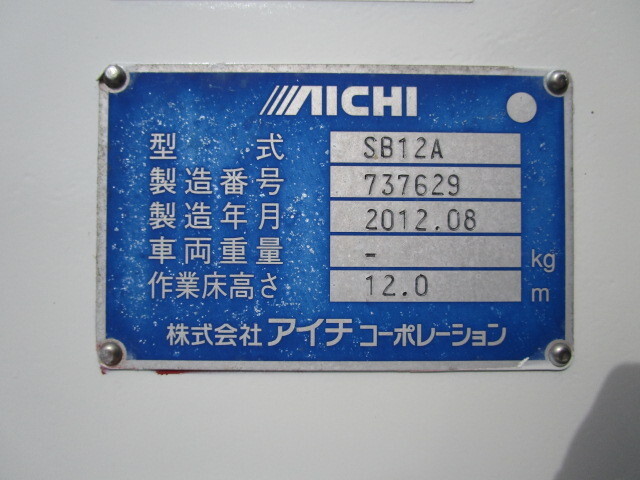 AICHI
型式 SB12A
製造番号 737629
製造年月 2012.08
車両重量 - kg
作業床高さ 12.0 m
株式会社アイチコーポレーション